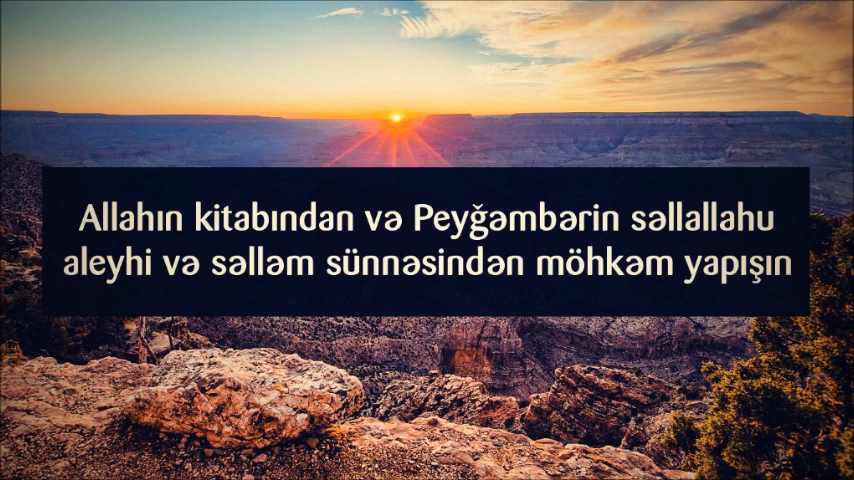 Allahın kitabından və Peyğəmbərin səllallahu
aleyhi və səlləm sünnəsindən möhkəm yapışın